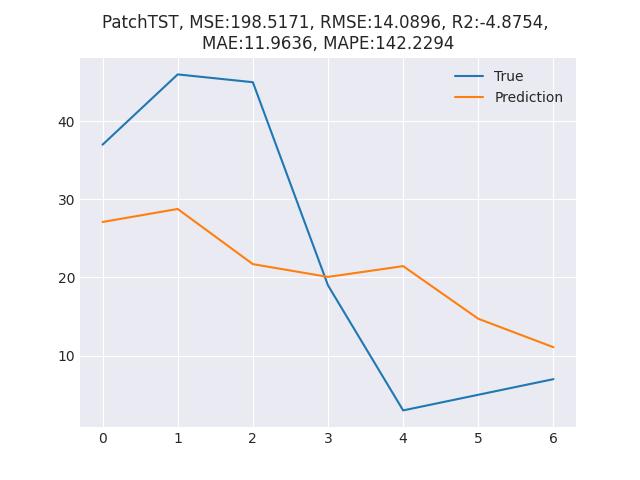 PatchTST, MSE:198.5171, RMSE:14.0896, R2:-4.8754,
MAE:11.9636, MAPE:142.2294
True
Prediction
40
30
20
10
0 1 2 3 4 5 6